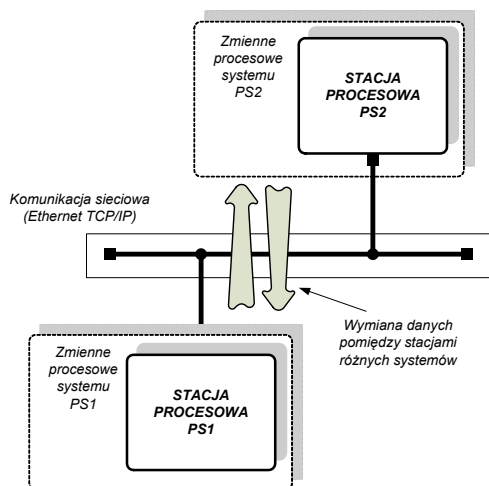 Zmienne
procesowe
systemu
PS2
STACJA
PROCESOWA
PS2
Komunikacja sieciowa
(Ethernet TCP/IP)
Wymiana danych
pomiędzy stacjami
różnych systemów
Zmienne
procesowe
systemu
PS1
STACJA
PROCESOWA
PS1